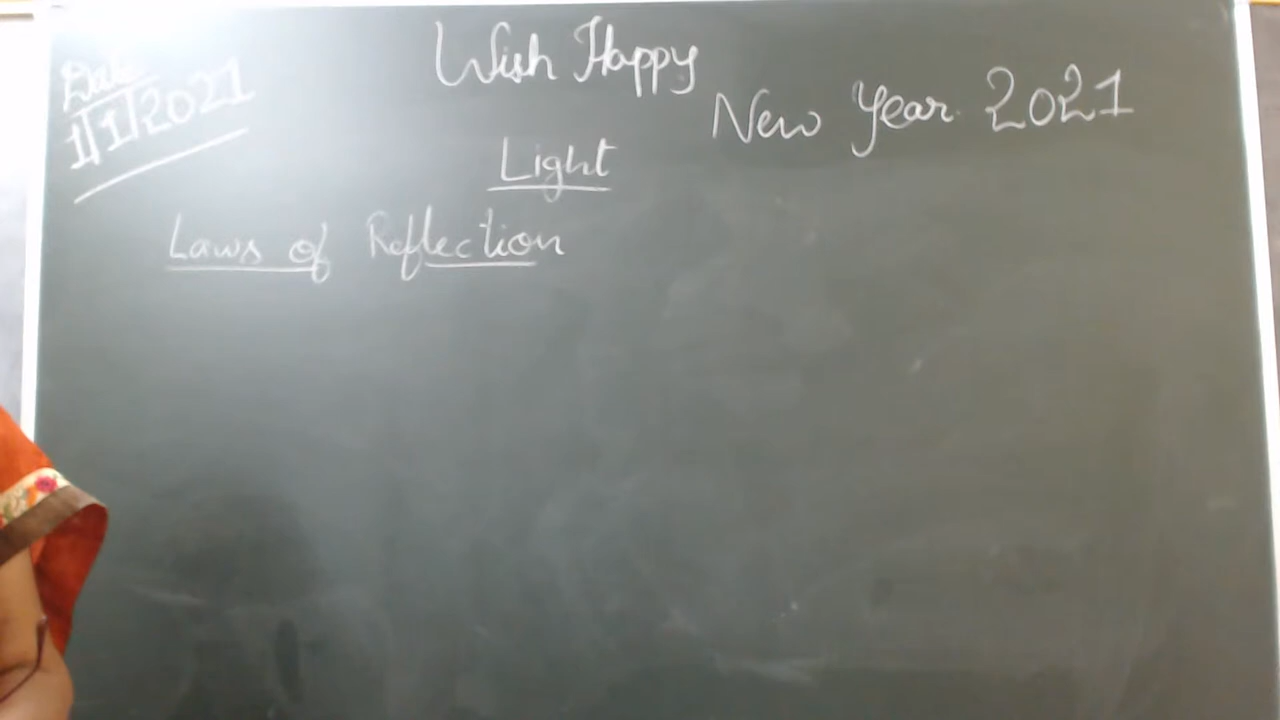 Date
1/1/2021
Wish Happy
New Year 2021
Light
Laws of Reflection